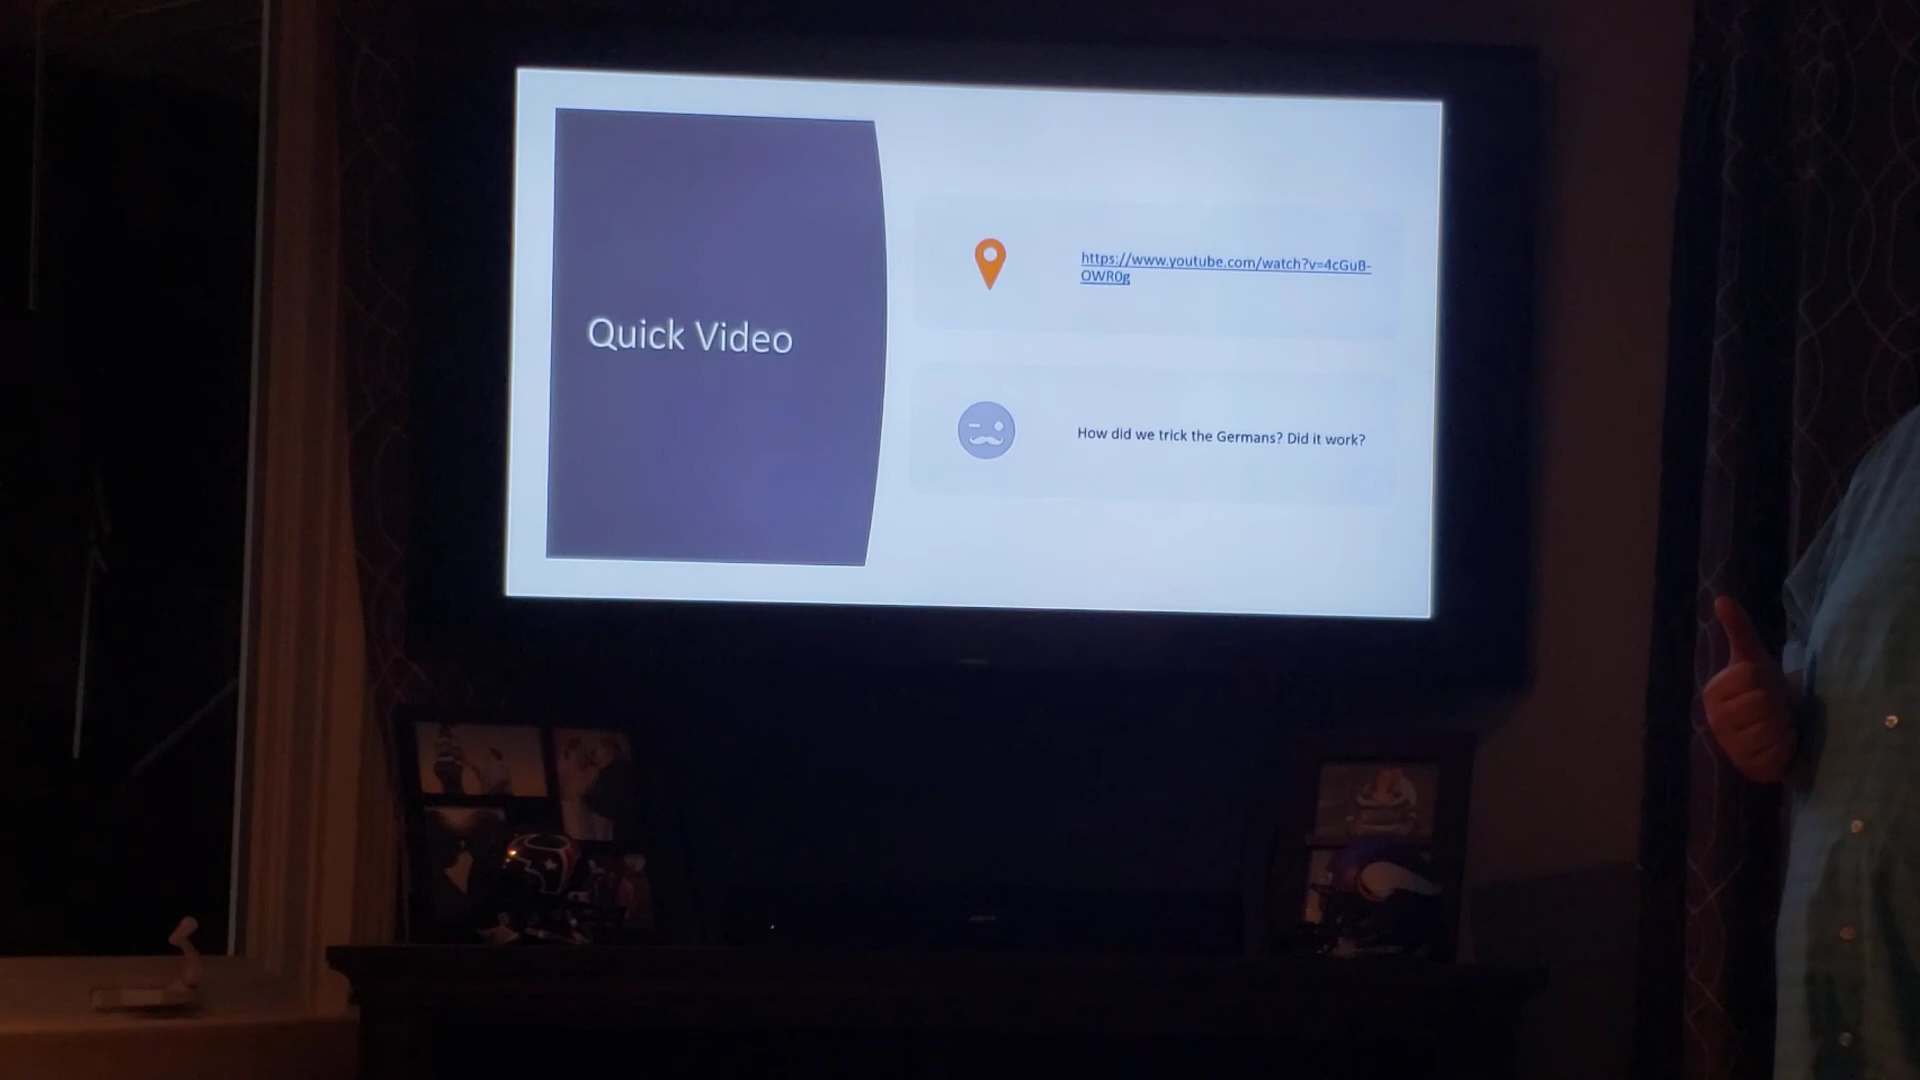 Quick Video
https://www.youtube.com/watch?v=4cGuB-
OWR0g
How did we trick the Germans? Did it work?